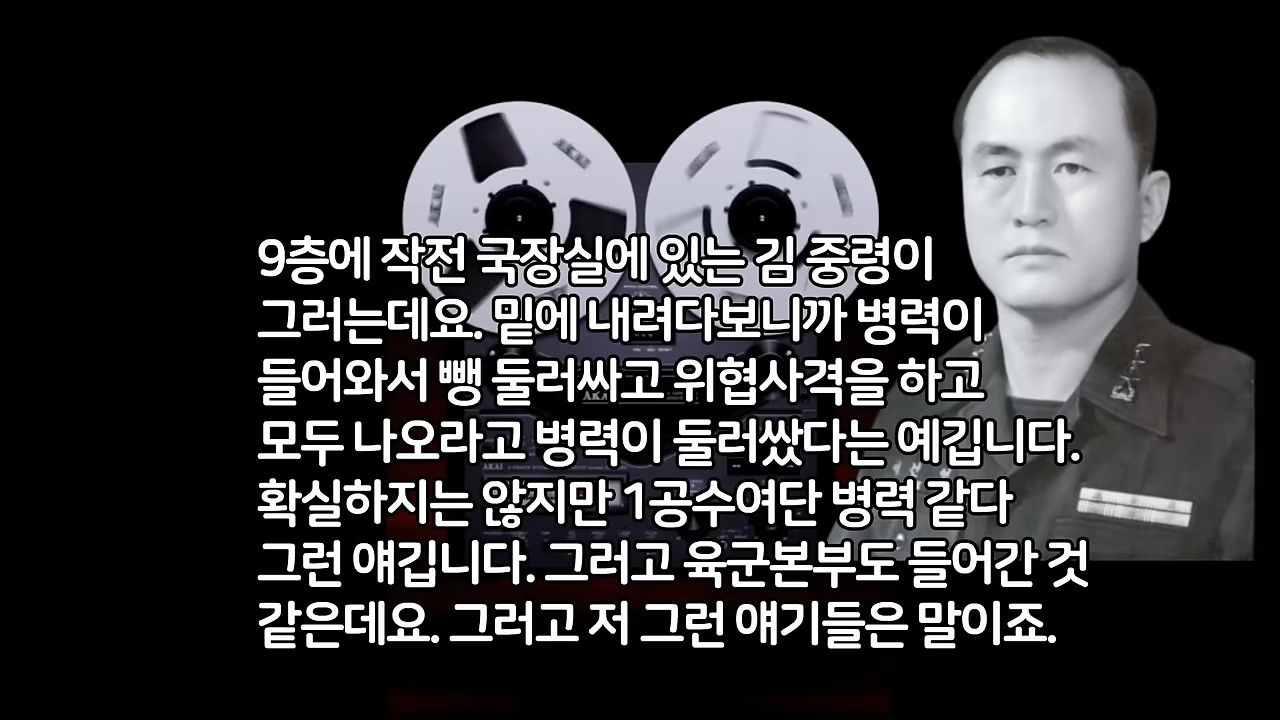 9층에 작전 국장실에 있는 김 중령이
그러는데요. 밑에 내려다보니까 병력이
들어와서 뺑 둘러싸고 위협사격을 하고
모두 나오라고 병력이 둘러쌌다는 예깁니다.
확실하지는 않지만 1공수여단 병력 같다
그런 얘깁니다. 그러고 육군본부도 들어간 것
같은데요. 그러고 저 그런 얘기들은 말이죠.
AKAI
AKAI